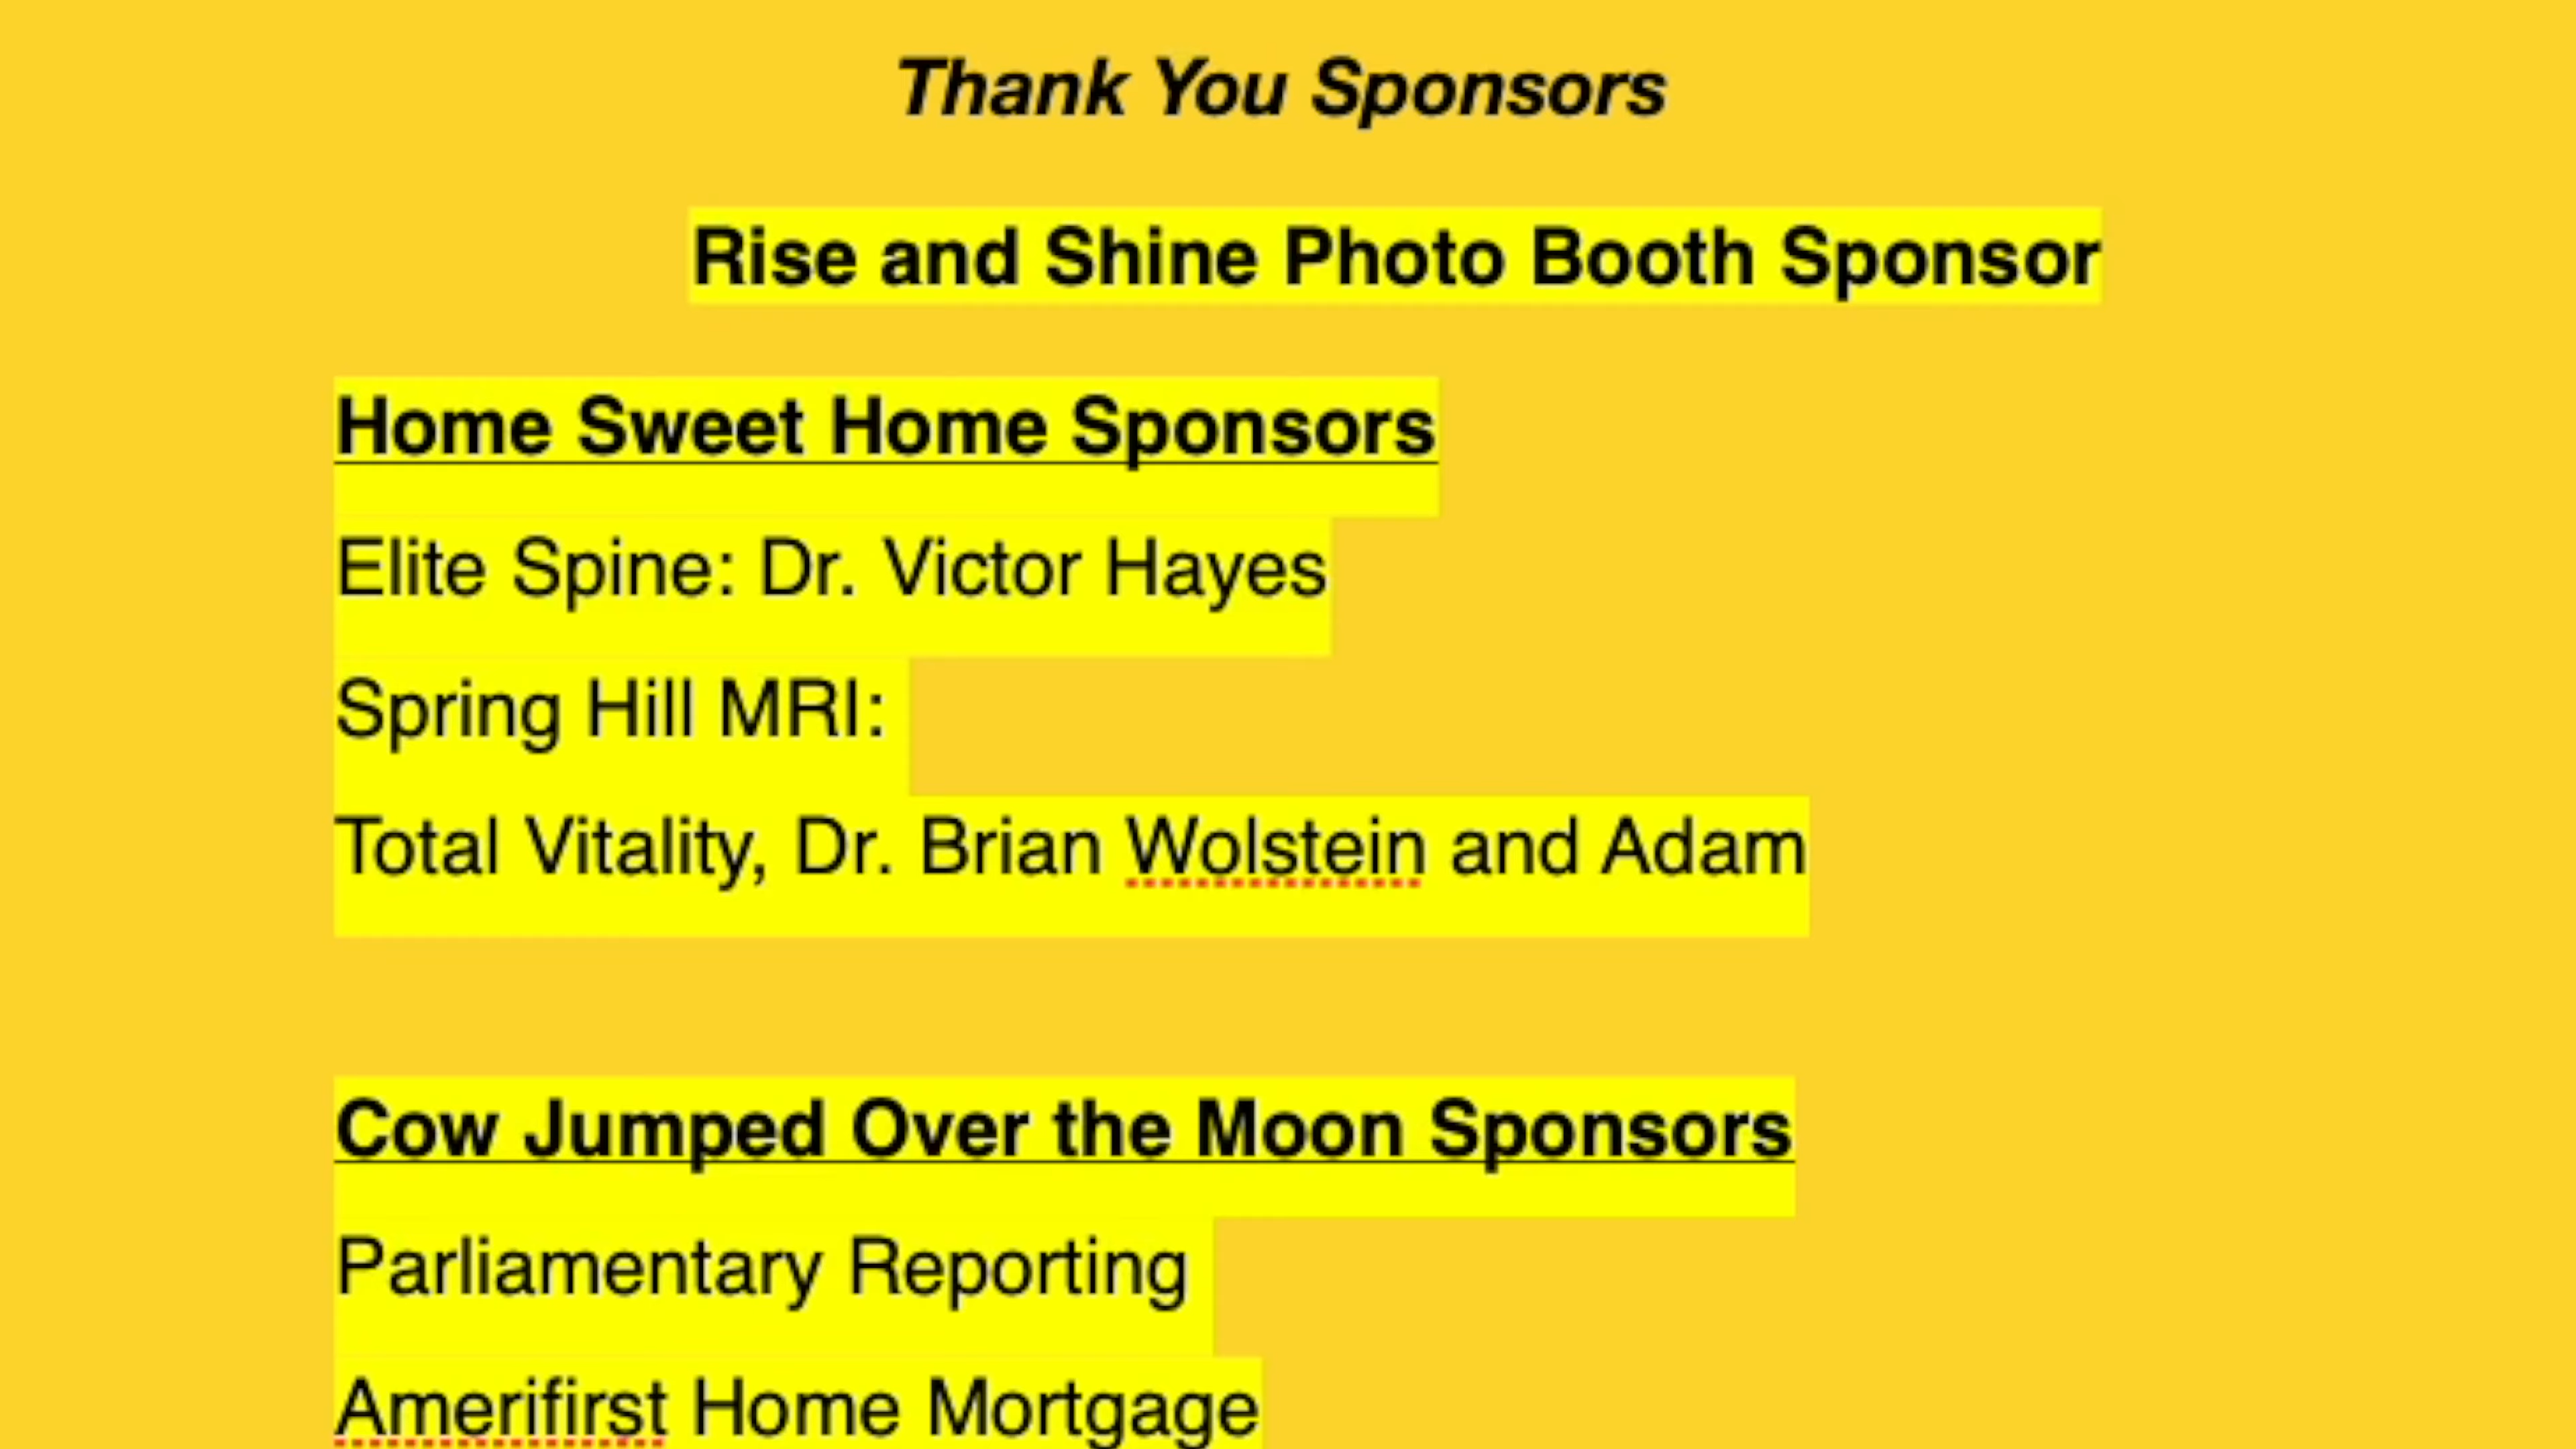 Thank You Sponsors
Rise and Shine Photo Booth Sponsor
Home Sweet Home Sponsors
Elite Spine: Dr. Victor Hayes
Spring Hill MRI:
Total Vitality, Dr. Brian Wolstein and Adam
Cow Jumped Over the Moon Sponsors
Parliamentary Reporting
Amerifirst Home Mortgage